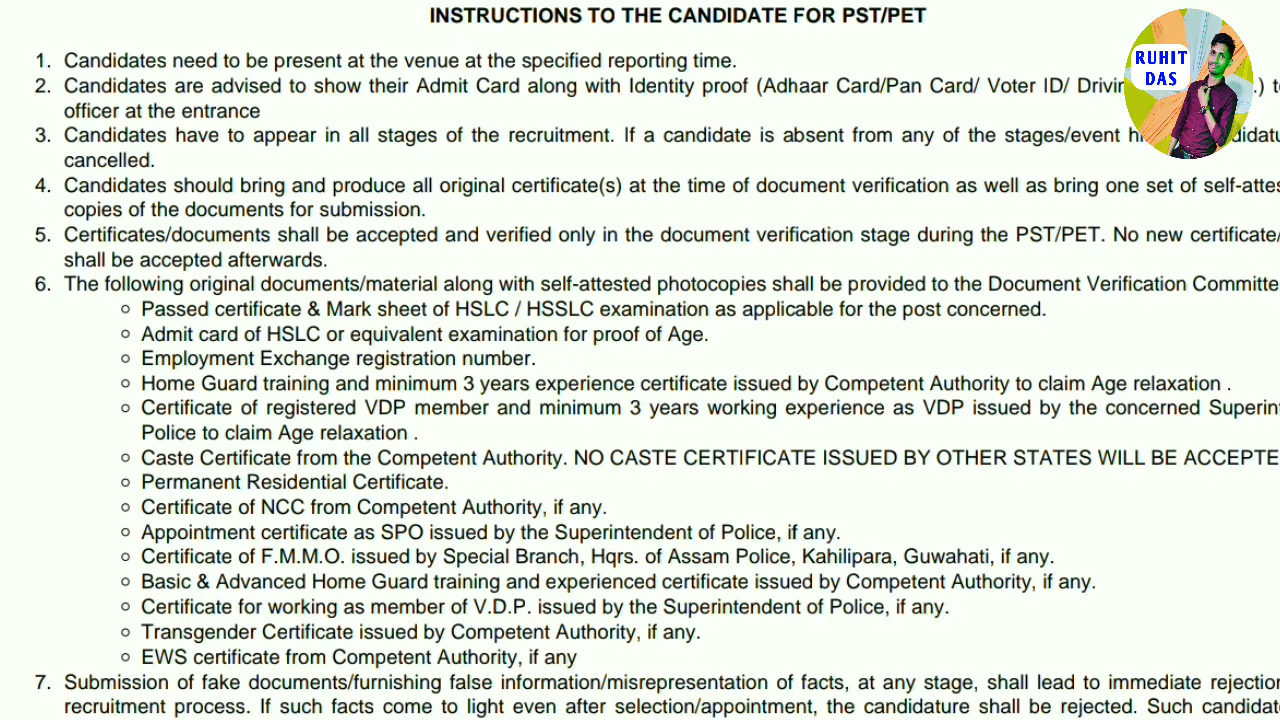 INSTRUCTIONS TO THE CANDIDATE FOR PST/PET
RUHIT
DAS
1. Candidates need to be present at the venue at the specified reporting time.
2. Candidates are advised to show their Admit Card along with Identity proof (Adhaar Card/Pan Card/ Voter ID/
officer at the entrance
3. Candidates have to appear in all stages of the recruitment. If a candidate is absent from any of the stages/event
cancelled.
4. Candidates should bring and produce all original certificate(s) at the time of document verification as well as bring one set of
copies of the documents for submission.
5. Certificates/documents shall be accepted and verified only in the document verification stage during the PST/PET. No new certificate/
shall be accepted afterwards.
6. The following original documents/material along with self-attested photocopies shall be provided to the Document Verification
○ Passed certificate & Mark sheet of HSLC / HSSLC examination as applicable for the post concerned.
○ Admit card of HSLC or equivalent examination for proof of Age.
○ Employment Exchange registration number.
○ Home Guard training and minimum 3 years experience certificate issued by Competent Authority to claim Age relaxation .
○ Certificate of registered VDP member and minimum 3 years working experience as VDP issued by the concerned
Police to claim Age relaxation .
○ Caste Certificate from the Competent Authority. NO CASTE CERTIFICATE ISSUED BY OTHER STATES WILL BE
○ Permanent Residential Certificate.
○ Certificate of NCC from Competent Authority, if any.
○ Appointment certificate as SPO issued by the Superintendent of Police, if any.
○ Certificate of F.M.M.O. issued by Special Branch, Hqrs. of Assam Police, Kahilipara, Guwahati, if any.
○ Basic & Advanced Home Guard training and experienced certificate issued by Competent Authority, if any.
○ Certificate for working as member of V.D.P. issued by the Superintendent of Police, if any.
○ Transgender Certificate issued by Competent Authority, if any.
○ EWS certificate from Competent Authority, if any
7. Submission of fake documents/furnishing false information/misrepresentation of facts, at any stage, shall lead to immediate
recruitment process. If such facts come to light even after selection/appointment, the candidature shall be rejected. Such